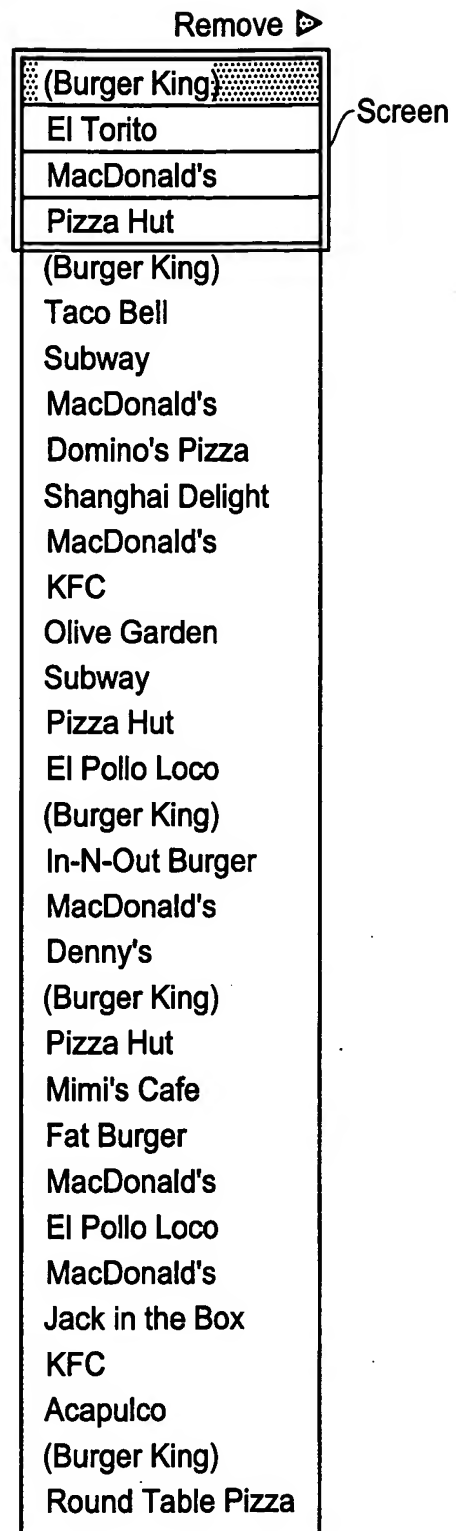 Remove
(Burger King)
Screen
El Torito
MacDonald's
Pizza Hut
(Burger King)
Taco Bell
Subway
MacDonald's
Domino's Pizza
Shanghai Delight
MacDonald's
KFC
Olive Garden
Subway
Pizza Hut
El Pollo Loco
(Burger King)
In-N-Out Burger
MacDonald's
Denny's
(Burger King)
Pizza Hut
Mimi's Cafe
Fat Burger
MacDonald's
El Pollo Loco
MacDonald's
Jack in the Box
KFC
Acapulco
(Burger King)
Round Table Pizza